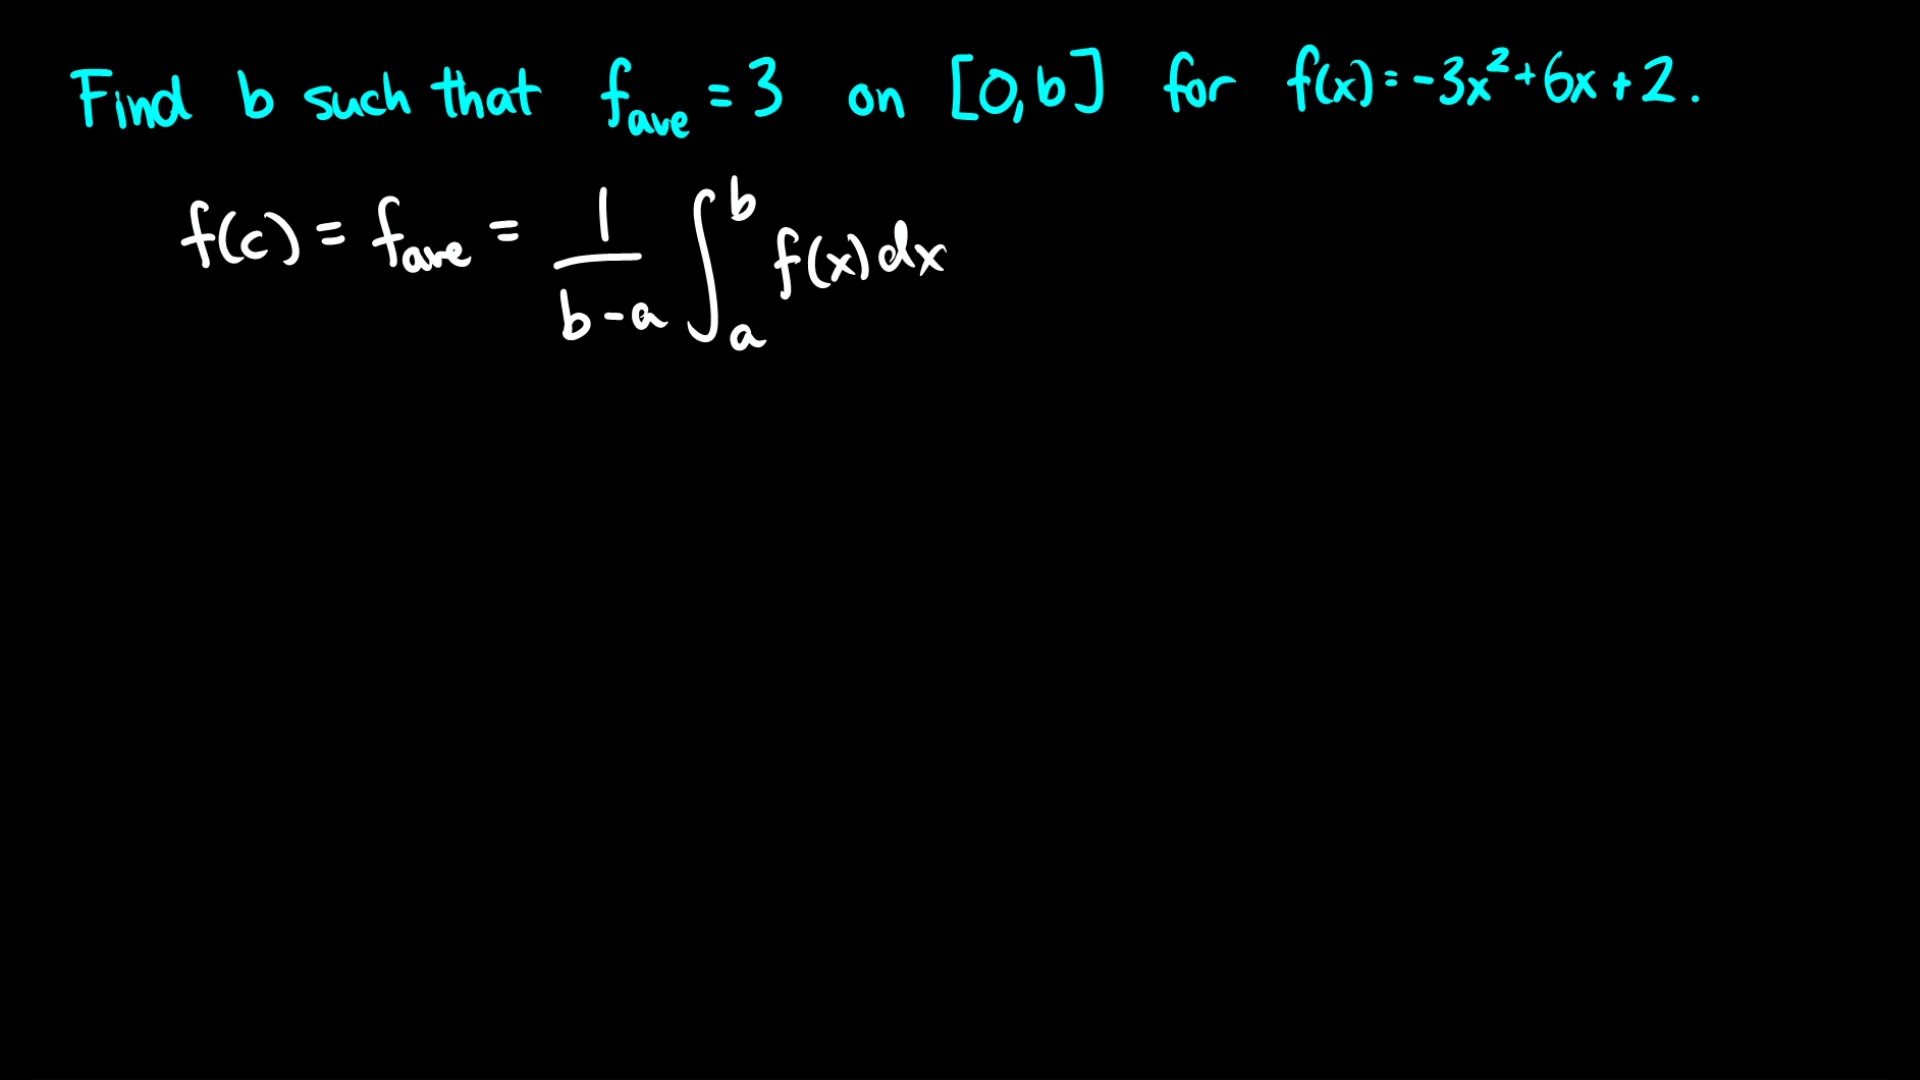 Find b such that f_ave = 3 on [0,b] for f(x) = -3x² + 6x + 2.
f(c) = f_ave = 1/(b-a) ∫_a^b f(x)dx